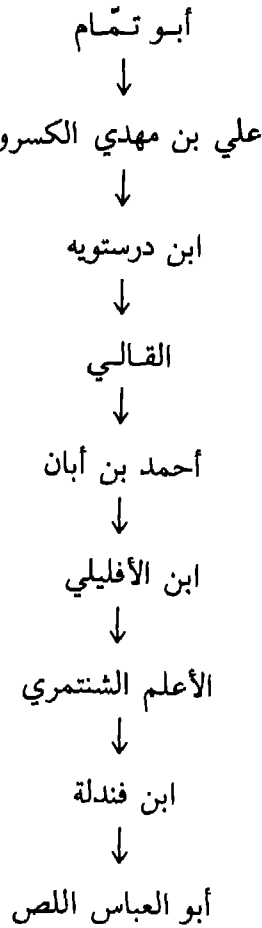 أبو تمّام
↓
علي بن مهدي الكسرو
↓
ابن درستويه
↓
القالي
↓
أحمد بن أبان
↓
ابن الأفليلي
↓
الأعلم الشنتمري
↓
ابن فندلة
↓
أبو العباس اللص